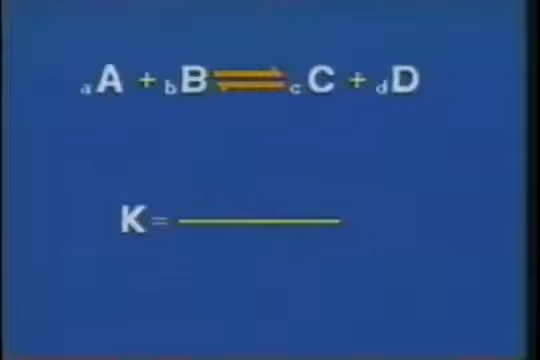 aA + bB ⇌ cC + dD
K =